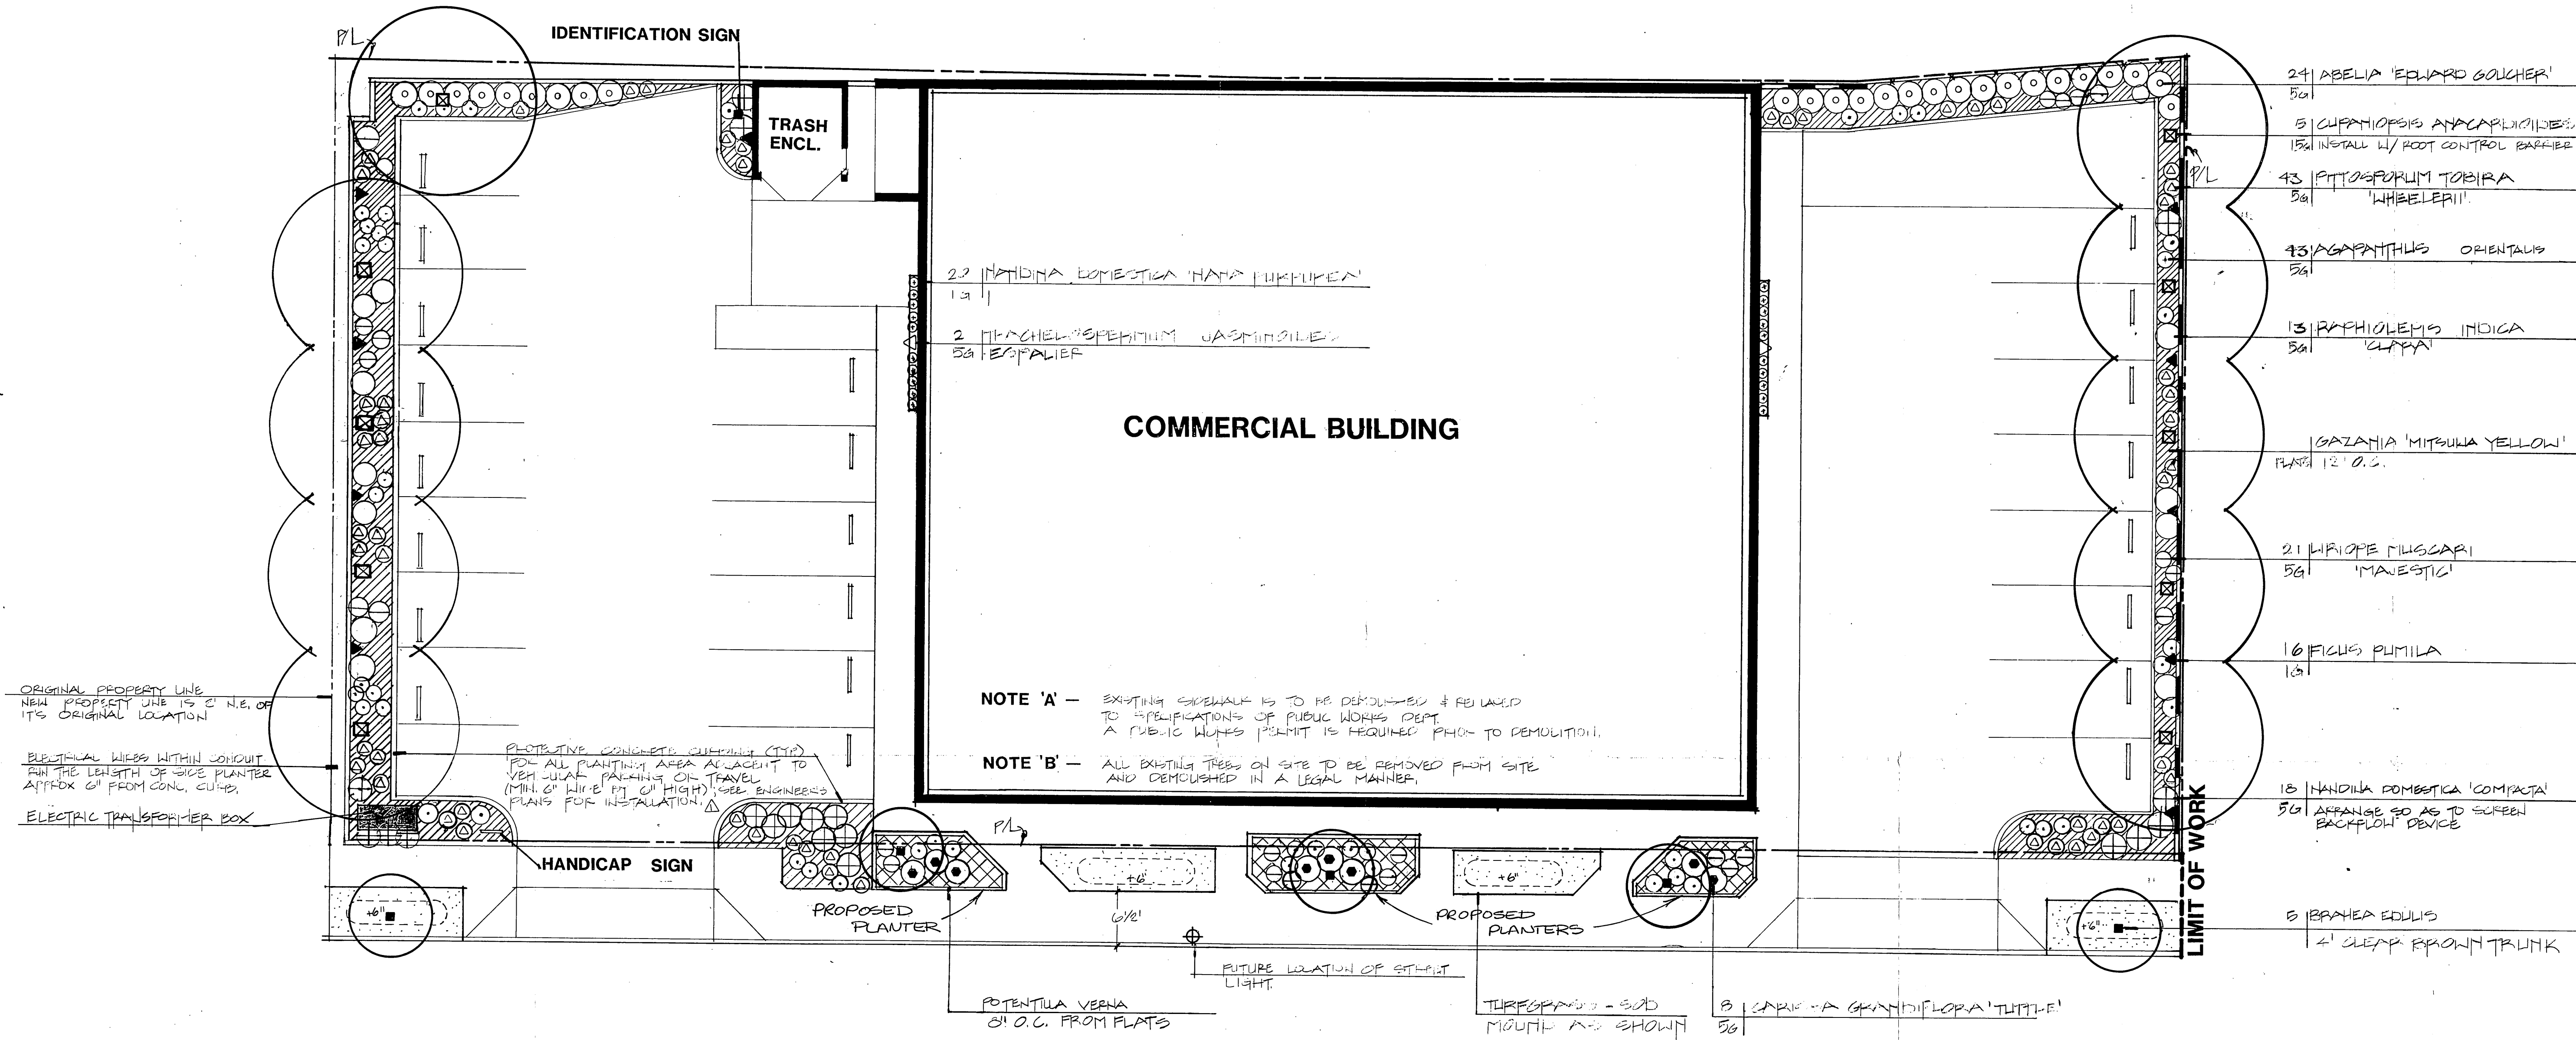 P/L
IDENTIFICATION SIGN
TRASH
ENCL.
24 ABELIA 'EDWARD GOUCHER'
5G
5 CUPANIOPSIS ANACARDIOIDES
15G INSTALL W/ ROOT CONTROL BARRIER
P/L
43 PITTOSPORUM TOBIRA
5G 'WHEELERII'
43 AGAPANTHUS ORIENTALIS
5G
13 RAPHIOLEPIS INDICA
5G 'CLARA'
GAZANIA 'MITSUWA YELLOW'
FLATS 12" O.C.
21 LIRIOPE MUSCARI
5G 'MAJESTIC'
16 FICUS PUMILA
1G
18 NANDINA DOMESTICA 'COMPACTA'
5G ARRANGE SO AS TO SCREEN
BACKFLOW DEVICE
5 BRAHEA EDULIS
4' CLEAR BROWN TRUNK
LIMIT OF WORK
20 NANDINA DOMESTICA 'NANA PURPUREA'
1G
2 TRACHELOSPERMUM JASMINOIDES
5G ESPALIER
COMMERCIAL BUILDING
NOTE 'A' — EXISTING SIDEWALK IS TO BE DEMOLISHED & REPLACED
TO SPECIFICATIONS OF PUBLIC WORKS DEPT.
A PUBLIC WORKS PERMIT IS REQUIRED PRIOR TO DEMOLITION.
NOTE 'B' — ALL EXISTING TREES ON SITE TO BE REMOVED FROM SITE
AND DEMOLISHED IN A LEGAL MANNER.
ORIGINAL PROPERTY LINE
NEW PROPERTY LINE IS 2' N.E. OF
IT'S ORIGINAL LOCATION
ELECTRICAL WIRES WITHIN CONDUIT
RUN THE LENGTH OF SIDE PLANTER
APPROX 6" FROM CONC. CURB.
ELECTRIC TRANSFORMER BOX
PROTECTIVE CONCRETE CURBING (TYP)
FOR ALL PLANTING AREA ADJACENT TO
VEHICULAR PARKING OR TRAVEL
(MIN. 6" WIDE BY 6" HIGH) SEE ENGINEERS
PLANS FOR INSTALLATION. 1
HANDICAP SIGN
P/L
+6"
+6"
+6"
+6"
6 1/2'
PROPOSED
PLANTER
PROPOSED
PLANTERS
FUTURE LOCATION OF STREET
LIGHT.
POTENTILLA VERNA
8" O.C. FROM FLATS
TURFGRASS - SOD
MOUND AS SHOWN
8 CARISSA GRANDIFLORA 'TUTTLE'
5G